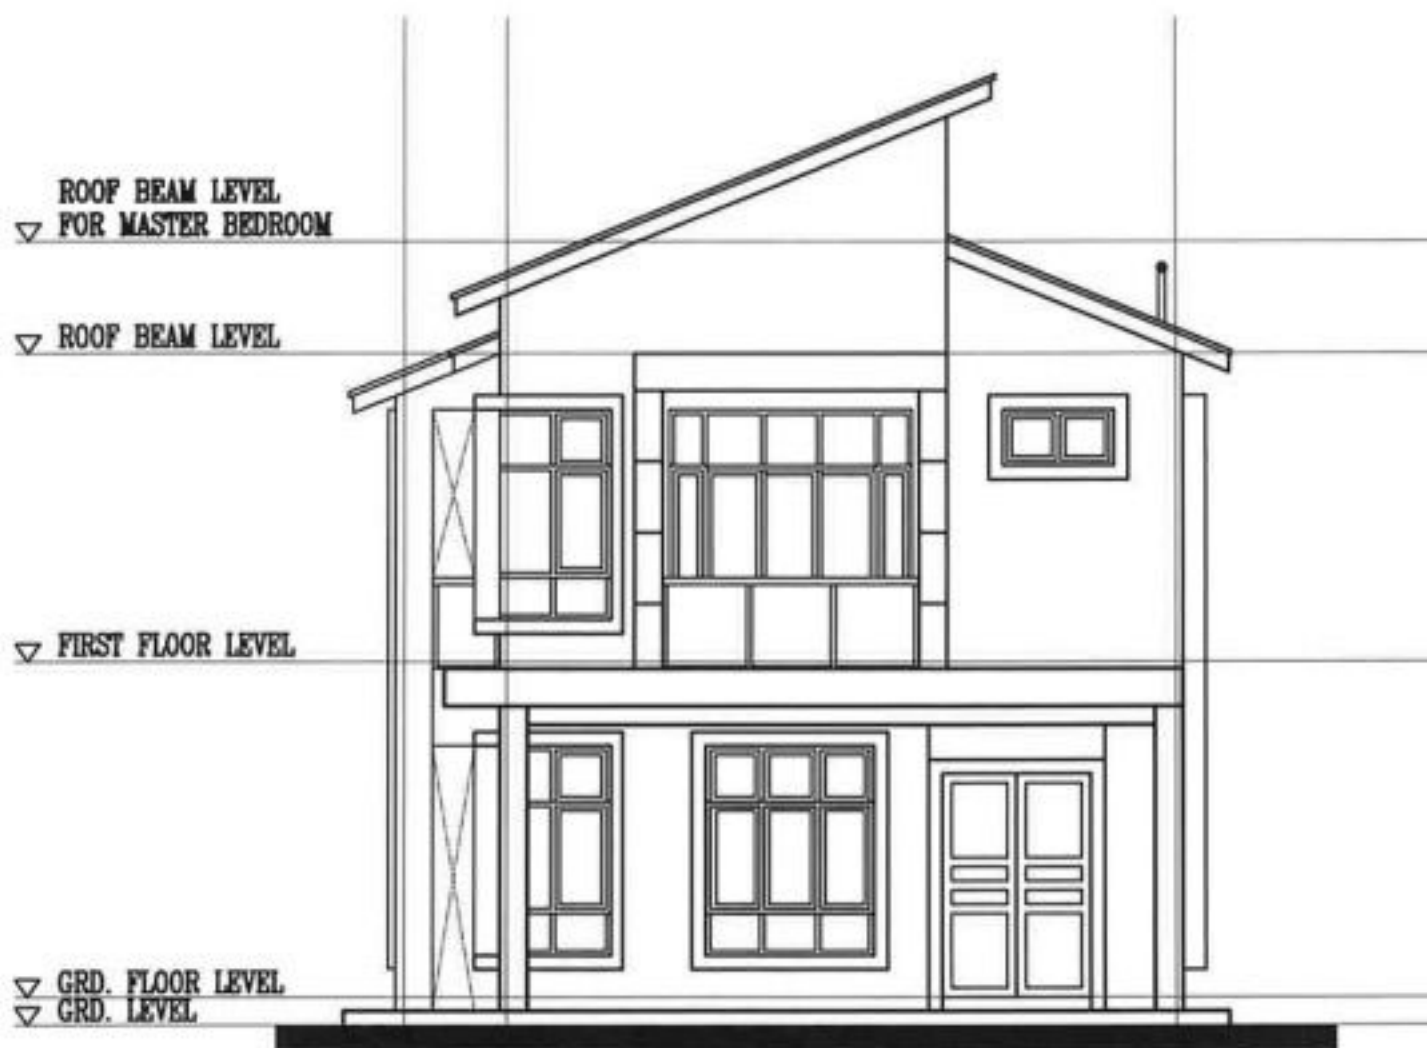 ROOF BEAM LEVEL
FOR MASTER BEDROOM
ROOF BEAM LEVEL
FIRST FLOOR LEVEL
GRD. FLOOR LEVEL
GRD. LEVEL